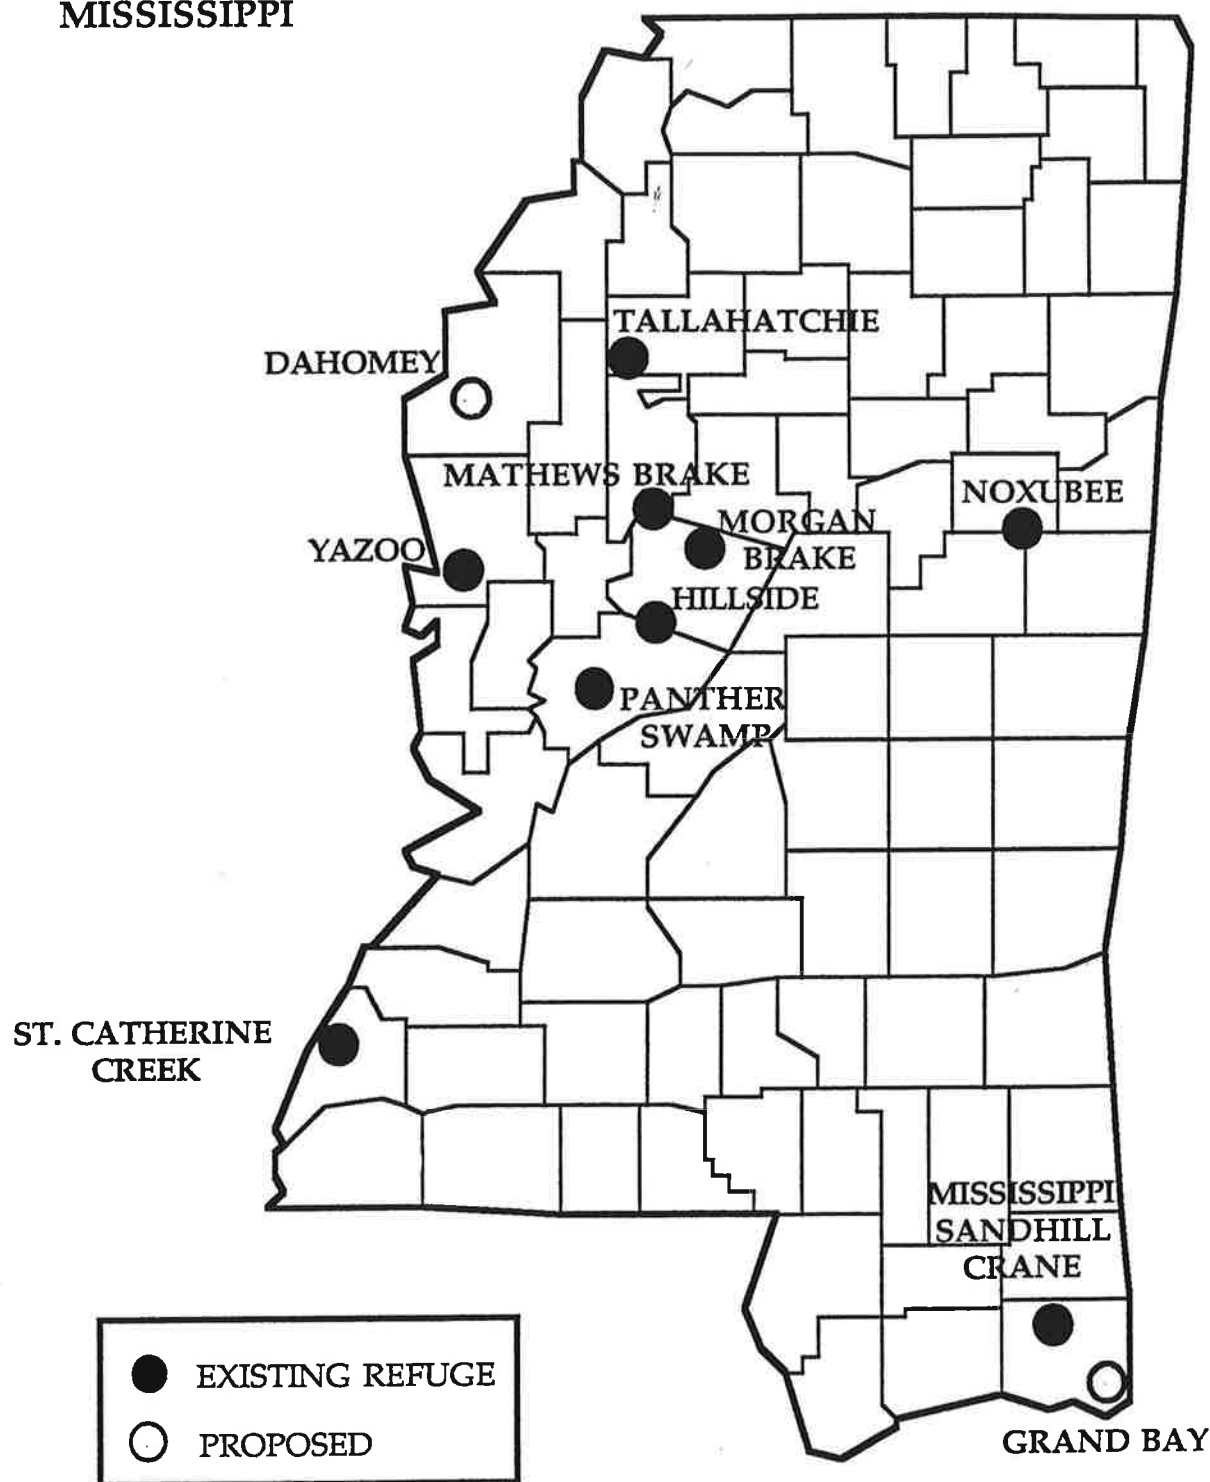 MISSISSIPPI
TALLAHATCHIE
DAHOMEY
MATHEWS BRAKE
NOXUBEE
MORGAN
BRAKE
YAZOO
HILLSIDE
PANTHER
SWAMP
ST. CATHERINE
CREEK
MISSISSIPPI
SANDHILL
CRANE
EXISTING REFUGE
PROPOSED
GRAND BAY